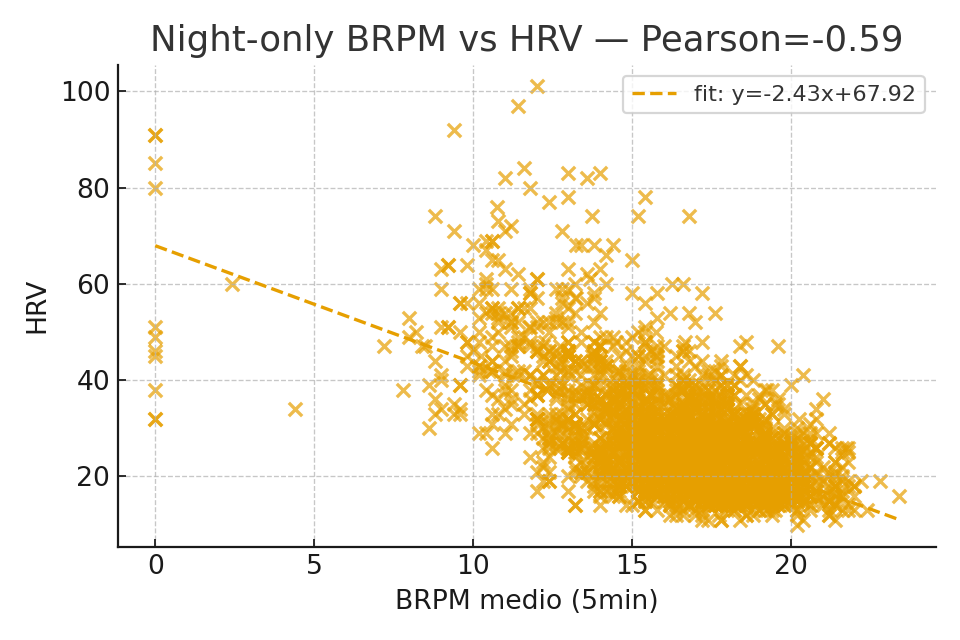 Night-only BRPM vs HRV — Pearson=-0.59
fit: y=-2.43x+67.92
HRV
100
80
60
40
20
0 5 10 15 20
BRPM medio (5min)